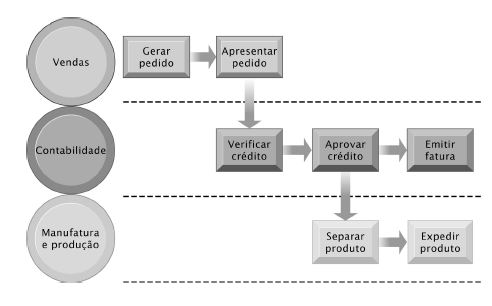 Vendas
Gerar
pedido
Apresentar
pedido
Contabilidade
Verificar
crédito
Aprovar
crédito
Emitir
fatura
Manufatura
e produção
Separar
produto
Expedir
produto